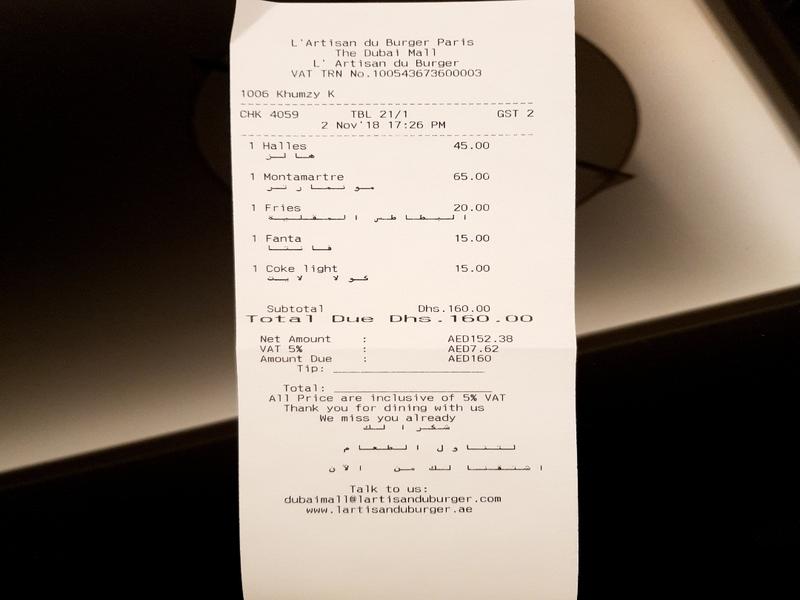 L'Artisan du Burger Paris
The Dubai Mall
L' Artisan du Burger
VAT TRN No.100543673600003
1006 Khumzy K
CHK 4059 TBL 21/1 GST 2
2 Nov'18 17:26 PM
1 Halles 45.00
هالز
1 Montamartre 65.00
مونتمارتر
1 Fries 20.00
البطاطس المقلية
1 Fanta 15.00
فانتا
1 Coke light 15.00
كولا لايت
Subtotal Dhs.160.00
Total Due Dhs.160.00
Net Amount : AED152.38
VAT 5% : AED7.62
Amount Due : AED160
Tip:
Total:
All Price are inclusive of 5% VAT
Thank you for dining with us
We miss you already
شكرا لك
لتناول الطعام
اشتقنا لك من الآن
Talk to us:
dubaimall@lartisanduburger.com
www.lartisanduburger.ae